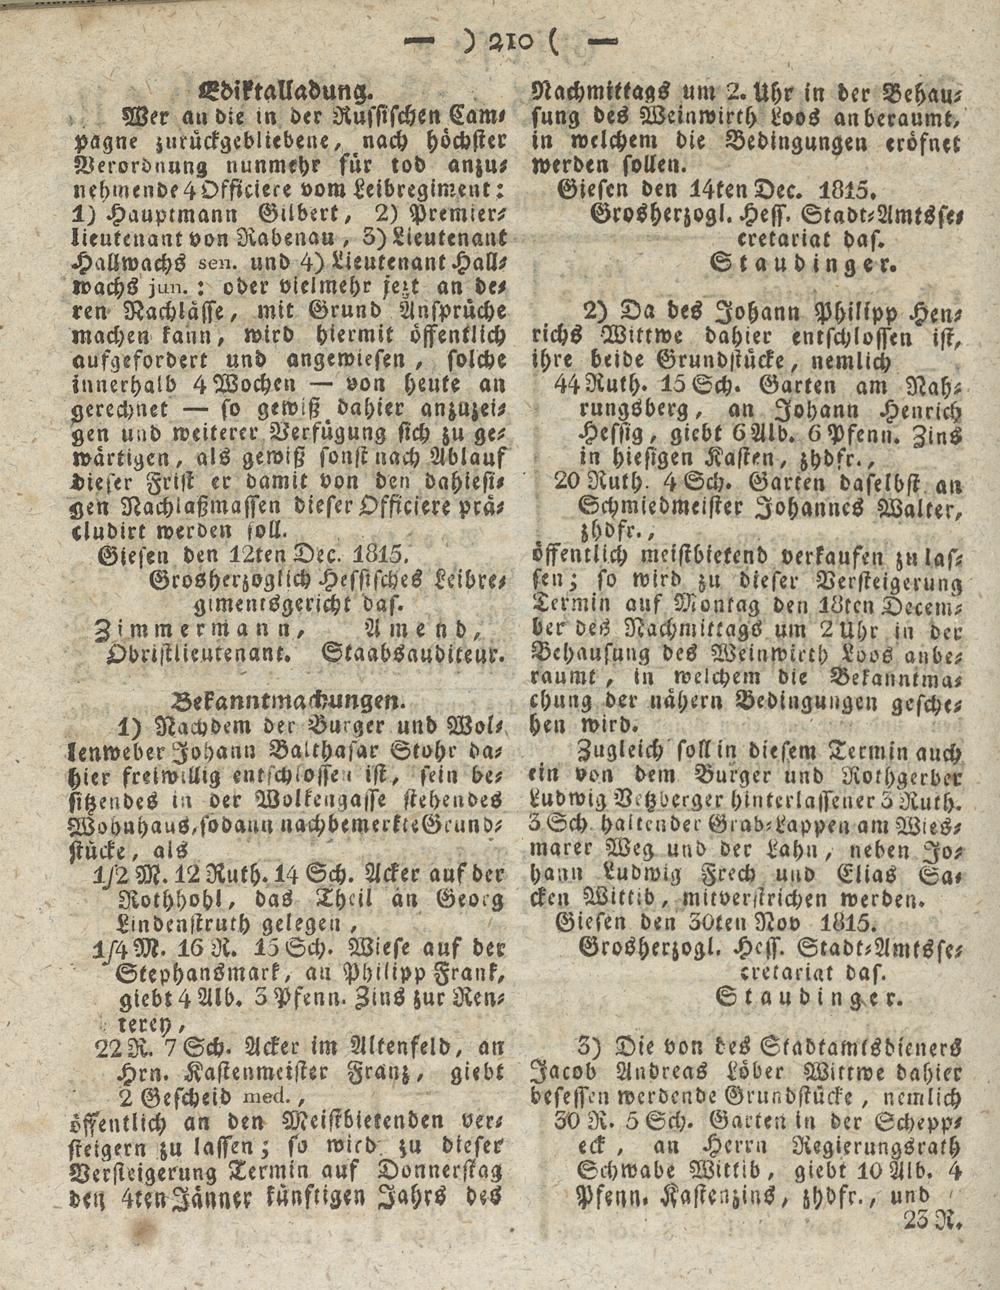 — ) 210 ( —
Ediktalladung.
Wer an die in der Russischen Cam⸗
pagne zurückgebliebene, nach höchster
Verordnung nunmehr für tod anzu⸗
nehmende 4 Officiere vom Leibregiment:
1) Hauptmann Gilbert, 2) Premier⸗
lieutenant von Rabenau, 3) Lieutenant
Hallwachs sen. und 4) Lieutenant Hall⸗
wachs jun.: oder vielmehr jezt an de⸗
ren Nachlässe, mit Grund Ansprüche
machen kann, wird hiermit öffentlich
aufgefordert und angewiesen, solche
innerhalb 4 Wochen — von heute an
gerechnet — so gewiß dahier anzuzei⸗
gen und weiterer Verfügung sich zu ge⸗
wärtigen, als gewiß sonst nach Ablauf
dieser Frist er damit von den dahiesi⸗
gen Nachlaßmassen dieser Officiere prä⸗
cludirt werden soll.
Giesen den 12ten Dec. 1815.
Grosherzoglich Hessisches Leibre⸗
gimentsgericht das.
Zimmermann, Amend,
Obristlieutenant. Staabsauditeur.
Bekanntmachungen.
1) Nachdem der Burger und Wol⸗
lenweber Johann Balthasar Stohr da⸗
hier freiwillig entschlossen ist, sein be⸗
sitzendes in der Wolkengasse stehendes
Wohnhaus, sodann nachbemerkte Grund⸗
stücke, als
1/2 M. 12 Ruth. 14 Sch. Acker auf der
Rothhohl, das Theil an Georg
Lindenstruth gelegen,
1/4 M. 16 R. 15 Sch. Wiese auf der
Stephansmark, an Philipp Frank,
giebt 4 Alb. 3 Pfenn. Zins zur Ren⸗
terey,
22 R. 7 Sch. Acker im Altenfeld, an
Hrn. Kastenmeister Franz, giebt
2 Gescheid med.,
öffentlich an den Meistbietenden ver⸗
steigern zu lassen; so wird zu dieser
Versteigerung Termin auf Donnerstag
den 4ten Jänner künftigen Jahrs des
Nachmittags um 2. Uhr in der Behau⸗
sung des Weinwirth Loos anberaumt,
in welchem die Bedingungen eröfnet
werden sollen.
Giesen den 14ten Dec. 1815.
Grosherzogl. Hess. Stadt⸗Amtsse⸗
cretariat das.
Staudinger.
2) Da des Johann Philipp Hen⸗
richs Wittwe dahier entschlossen ist,
ihre beide Grundstücke, nemlich
44 Ruth. 15 Sch. Garten am Nah⸗
rungsberg, an Johann Henrich
Hessig, giebt 6 Alb. 6 Pfenn. Zins
in hiesigen Kasten, zhdfr.,
20 Ruth. 4 Sch. Garten daselbst an
Schmiedmeister Johannes Walter,
zhdfr.,
öffentlich meistbietend verkaufen zu las⸗
sen; so wird zu dieser Versteigerung
Termin auf Montag den 18ten Decem⸗
ber des Nachmittags um 2 Uhr in der
Behausung des Weinwirth Loos anbe⸗
raumt, in welchem die Bekanntma⸗
chung der nähern Bedingungen gesche⸗
hen wird.
Zugleich soll in diesem Termin auch
ein von dem Burger und Rothgerber
Ludwig Vetzberger hinterlassener 3 Ruth.
3 Sch. haltender Grab⸗Lappen am Wies⸗
marer Weg und der Lahn, neben Jo⸗
hann Ludwig Frech und Elias Sa⸗
cken Wittib, mitverstrichen werden.
Giesen den 30ten Nov 1815.
Grosherzogl. Hess. Stadt⸗Amtsse⸗
cretariat das.
Staudinger.
3) Die von des Stadtamtsdieners
Jacob Andreas Löber Wittwe dahier
besessen werdende Grundstücke, nemlich
30 R. 5 Sch. Garten in der Schepp⸗
eck, an Herrn Regierungsrath
Schwabe Wittib, giebt 10 Alb. 4
Pfenn. Kastenzins, zhdfr., und
23 R.